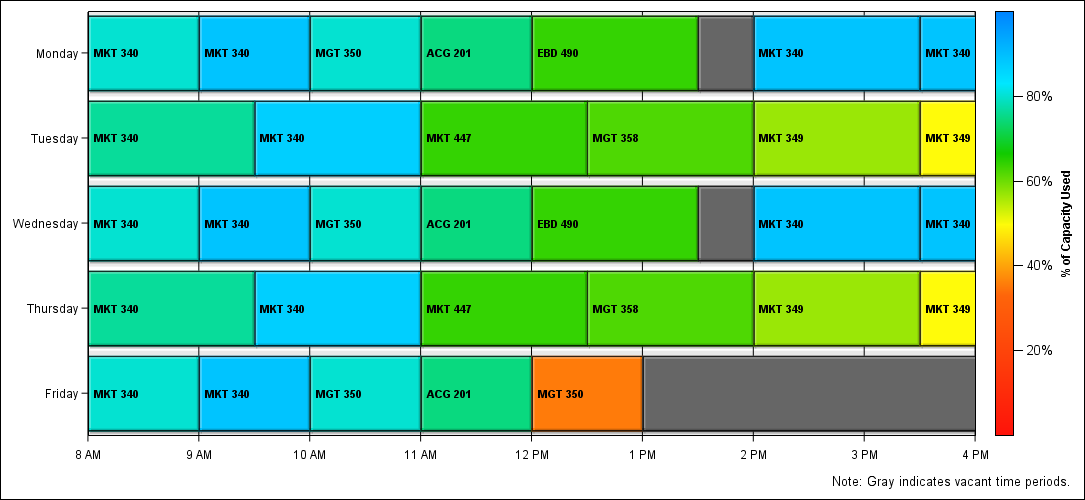 Monday MKT 340 MKT 340 MGT 350 ACG 201 EBD 490 MKT 340 MKT 340
Tuesday MKT 340 MKT 340 MKT 447 MGT 358 MKT 349 MKT 349
Wednesday MKT 340 MKT 340 MGT 350 ACG 201 EBD 490 MKT 340 MKT 340
Thursday MKT 340 MKT 340 MKT 447 MGT 358 MKT 349 MKT 349
Friday MKT 340 MKT 340 MGT 350 ACG 201 MGT 350
8 AM 9 AM 10 AM 11 AM 12 PM 1 PM 2 PM 3 PM 4 PM
80%
60%
40%
20%
% of Capacity Used
Note: Gray indicates vacant time periods.